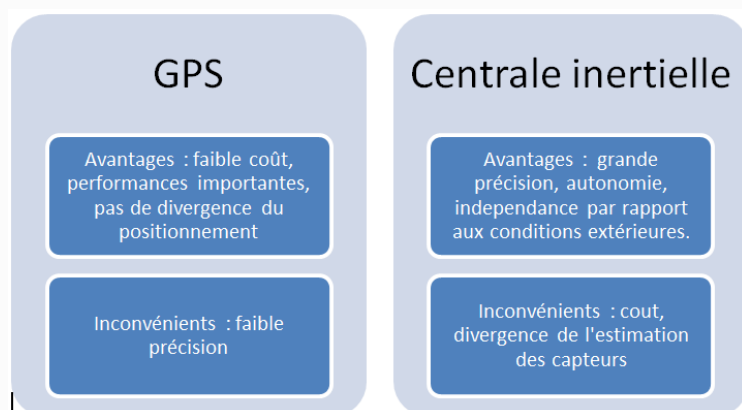 GPS
Avantages : faible coût,
performances importantes,
pas de divergence du
positionnement
Inconvénients : faible
précision
Centrale inertielle
Avantages : grande
précision, autonomie,
independance par rapport
aux conditions extérieures.
Inconvénients : cout,
divergence de l'estimation
des capteurs